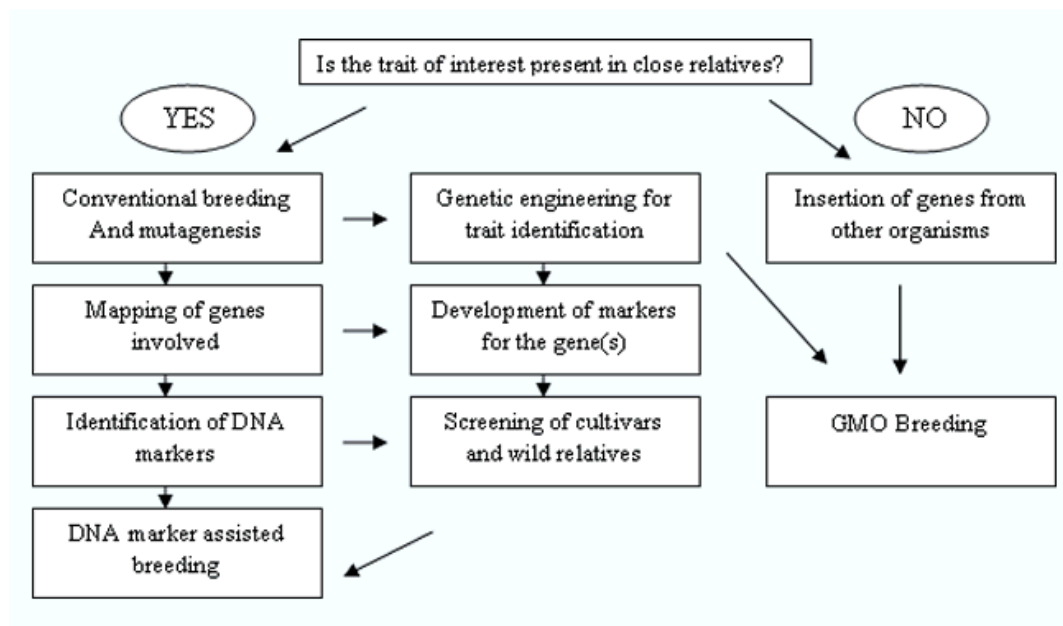 Is the trait of interest present in close relatives?
YES
NO
Conventional breeding
And mutagenesis
Genetic engineering for
trait identification
Insertion of genes from
other organisms
Mapping of genes
involved
Development of markers
for the gene(s)
Identification of DNA
markers
Screening of cultivars
and wild relatives
GMO Breeding
DNA marker assisted
breeding